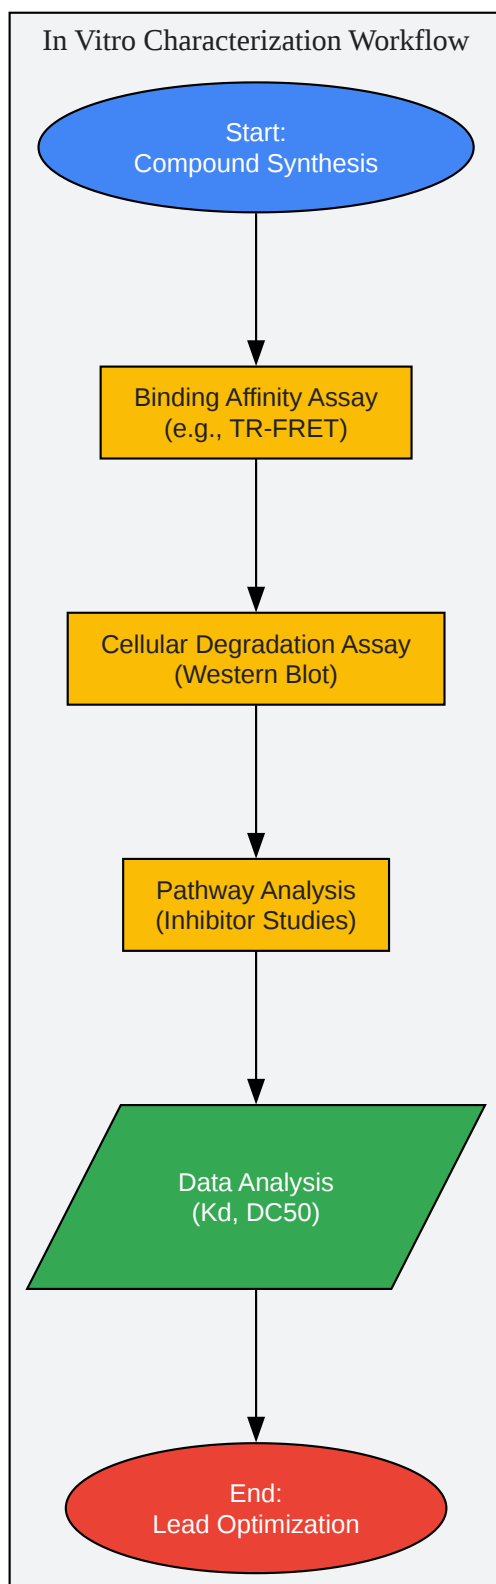 In Vitro Characterization Workflow
Start:
Compound Synthesis
Binding Affinity Assay
(e.g., TR-FRET)
Cellular Degradation Assay
(Western Blot)
Pathway Analysis
(Inhibitor Studies)
Data Analysis
(Kd, DC50)
End:
Lead Optimization